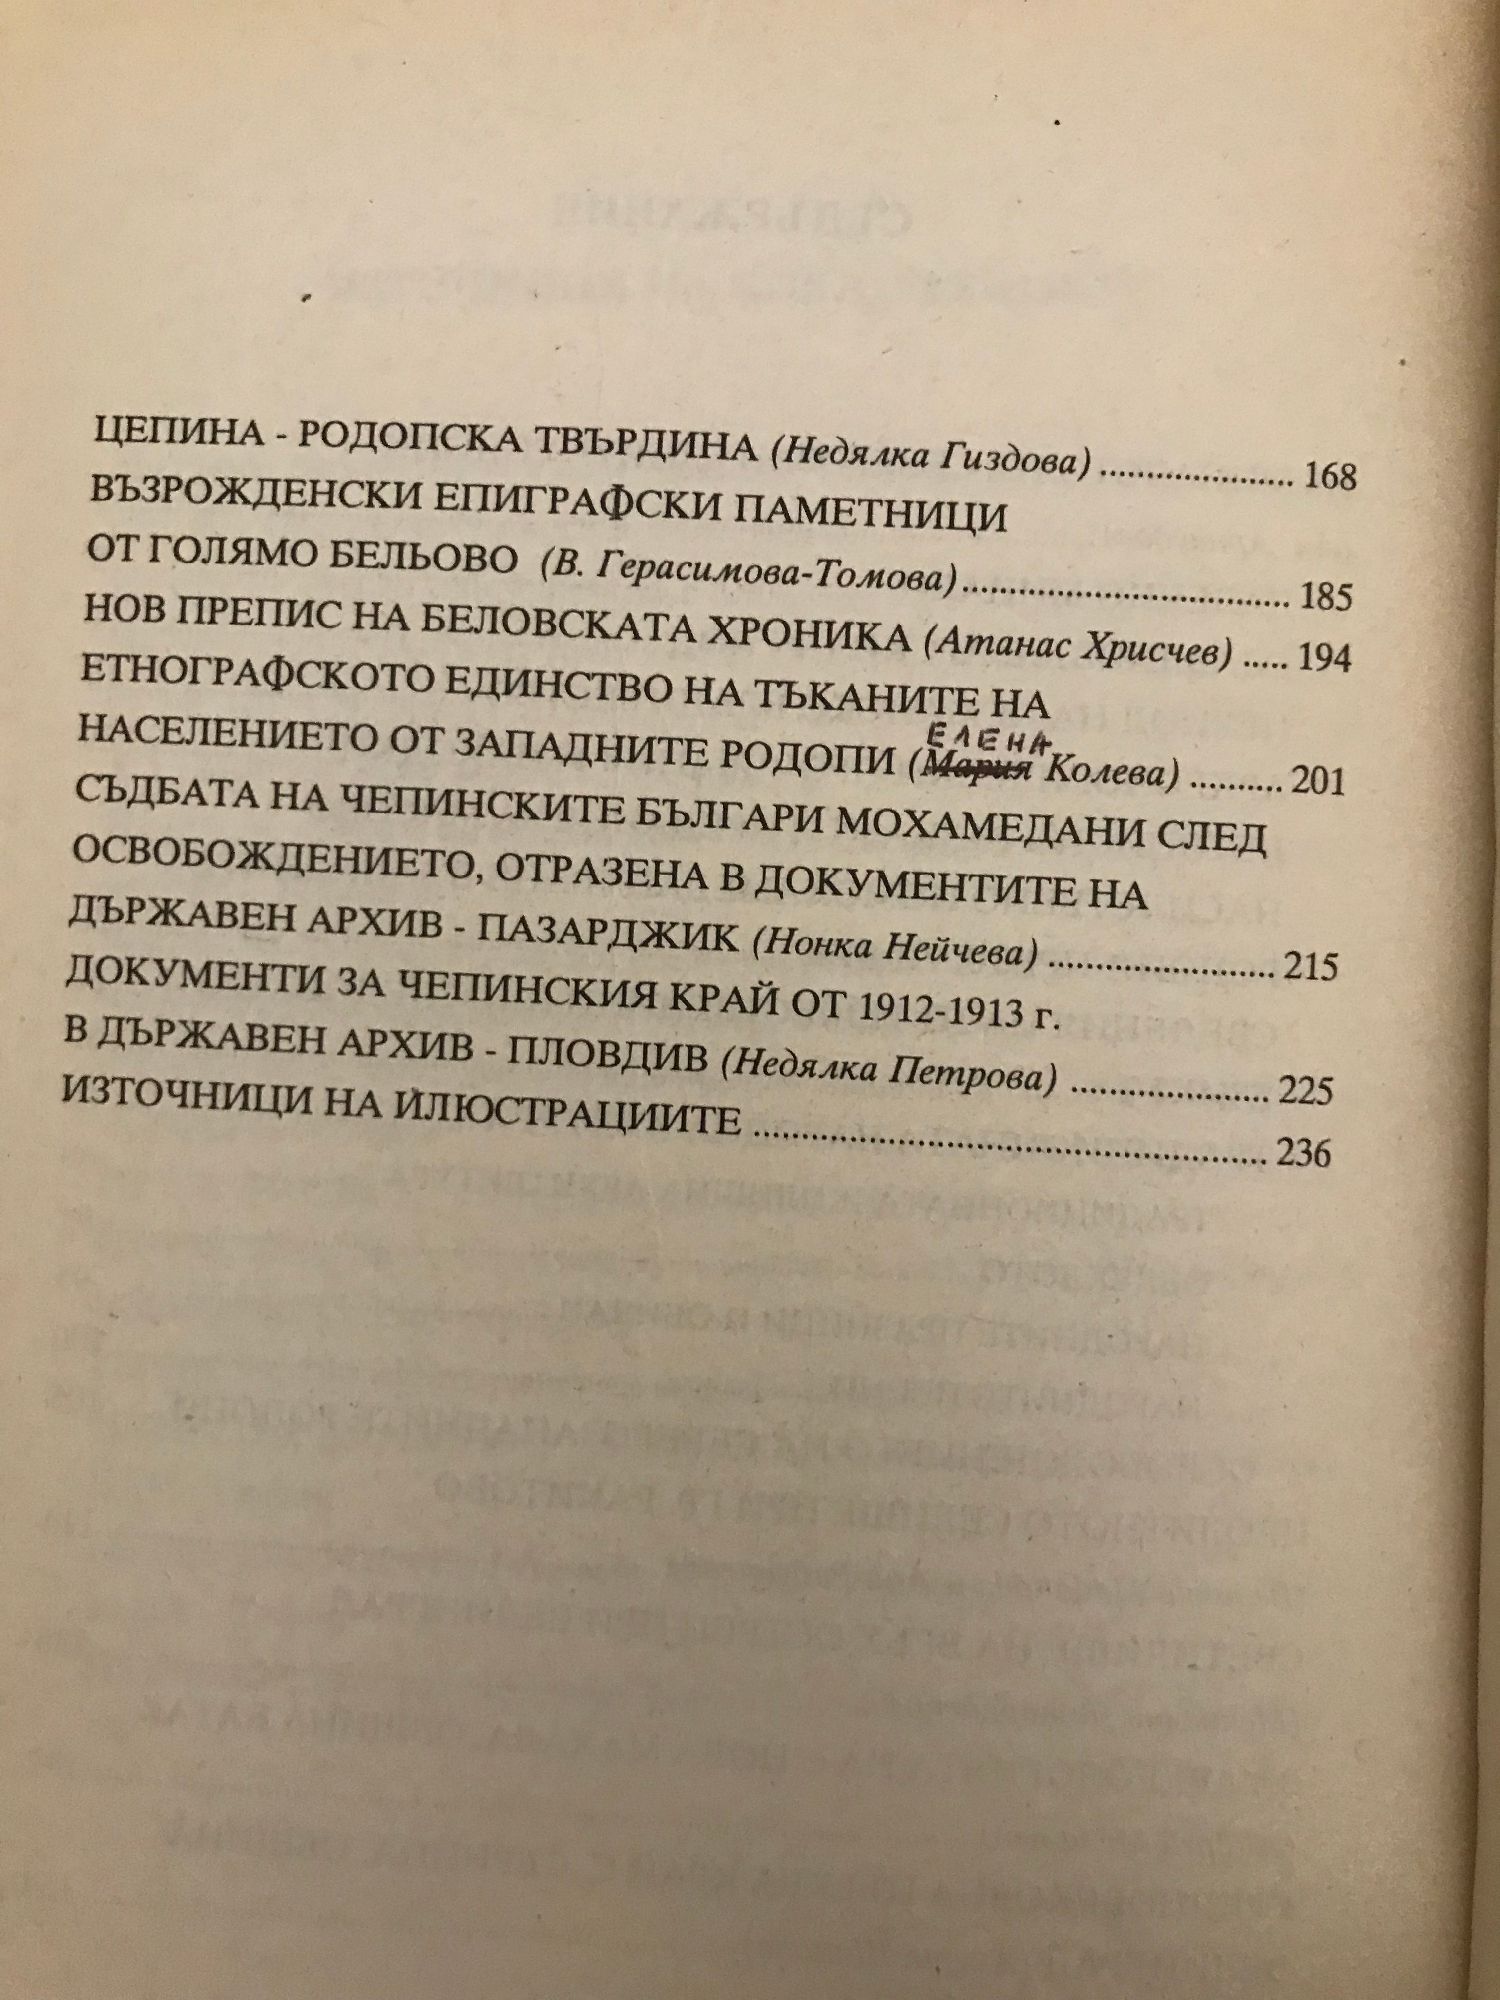 ЦЕПИНА - РОДОПСКА ТВЪРДИНА (Недялка Гиздова) .................... 168
ВЪЗРОЖДЕНСКИ ЕПИГРАФСКИ ПАМЕТНИЦИ
ОТ ГОЛЯМО БЕЛЬОВО (В. Герасимова-Томова)................................. 185
НОВ ПРЕПИС НА БЕЛОВСКАТА ХРОНИКА (Атанас Хрисчев) ..... 194
ЕТНОГРАФСКОТО ЕДИНСТВО НА ТЪКАНИТЕ НА
ЕЛЕНА
НАСЕЛЕНИЕТО ОТ ЗАПАДНИТЕ РОДОПИ (Мария Колева) .......... 201
СЪДБАТА НА ЧЕПИНСКИТЕ БЪЛГАРИ МОХАМЕДАНИ СЛЕД
ОСВОБОЖДЕНИЕТО, ОТРАЗЕНА В ДОКУМЕНТИТЕ НА
ДЪРЖАВЕН АРХИВ - ПАЗАРДЖИК (Нонка Нейчева) ........................ 215
ДОКУМЕНТИ ЗА ЧЕПИНСКИЯ КРАЙ ОТ 1912-1913 г.
В ДЪРЖАВЕН АРХИВ - ПЛОВДИВ (Недялка Петрова) ..................... 225
ИЗТОЧНИЦИ НА ИЛЮСТРАЦИИТЕ ...................................................... 236